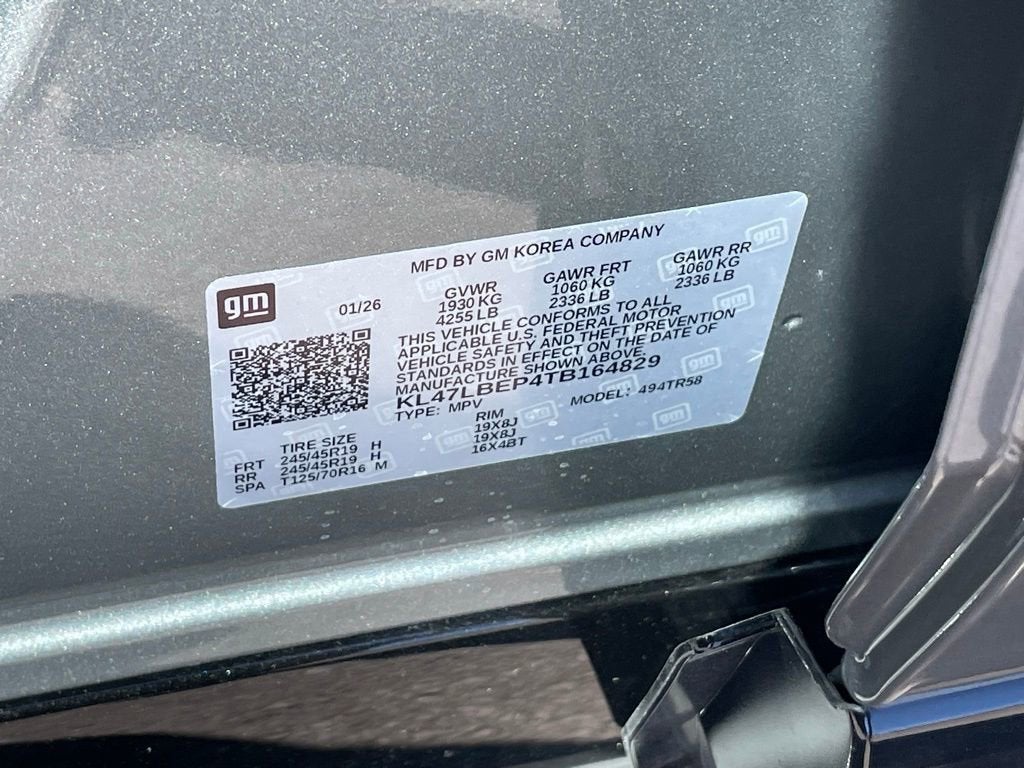 MFD BY GM KOREA COMPANY
gm
01/26
GVWR GAWR FRT GAWR RR
1930 KG 1060 KG 1060 KG
4255 LB 2336 LB 2336 LB
THIS VEHICLE CONFORMS TO ALL
APPLICABLE U.S. FEDERAL MOTOR
VEHICLE SAFETY AND THEFT PREVENTION
STANDARDS IN EFFECT ON THE DATE OF
MANUFACTURE SHOWN ABOVE.
KL47LBEP4TB164829
TYPE: MPV MODEL: 494TR58
TIRE SIZE RIM
FRT 245/45R19 H 19X8J
RR 245/45R19 H 19X8J
SPA T125/70R16 M 16X4BT